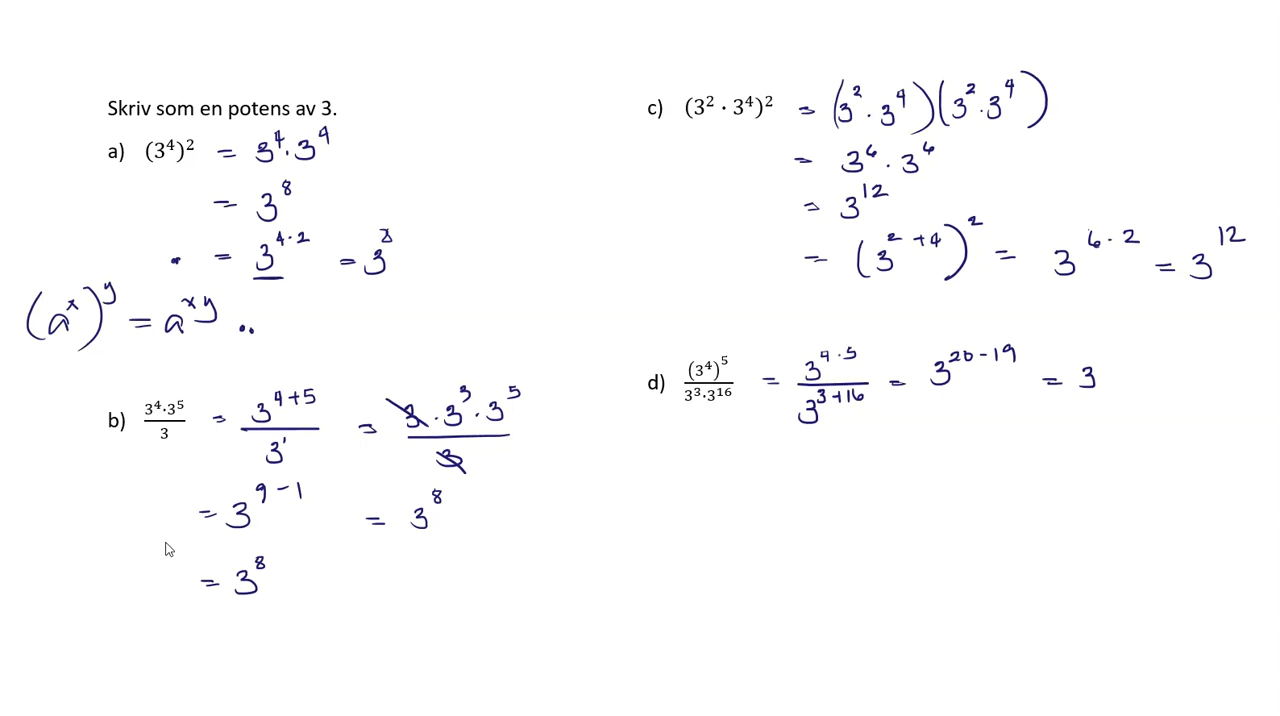 Skriv som en potens av 3.
a) (3⁴)² = 3⁴·3⁴
= 3⁸
· = 3⁴·² = 3⁸
(aˣ)ʸ = aˣʸ ··
b) (3⁴·3⁵)/3 = 3⁴⁺⁵/3¹ = (3·3³·3⁵)/3
= 3⁹⁻¹ = 3⁸
= 3⁸
c) (3² · 3⁴)² = (3²·3⁴)(3²·3⁴)
= 3⁶·3⁶
= 3¹²
= (3²⁺⁴)² = 3⁶·² = 3¹²
d) (3⁴)⁵/(3³·3¹⁶) = 3⁴·⁵/3³⁺¹⁶ = 3²⁰⁻¹⁹ = 3